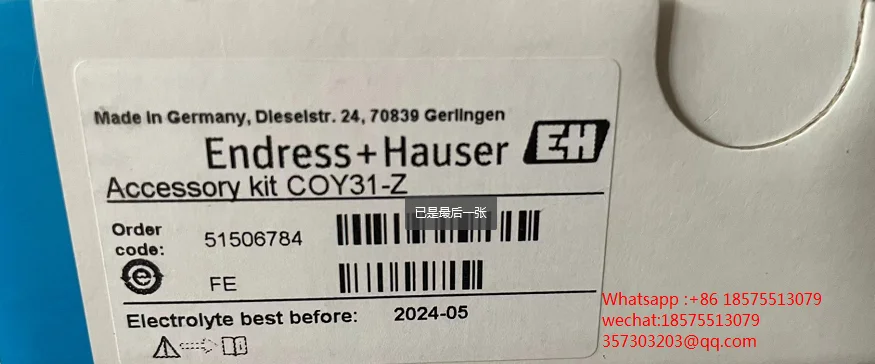 Made in Germany, Dieselstr. 24, 70839 Gerlingen
Endress+Hauser EH
Accessory kit COY31-Z
已是最后一张
Order code: 51506784
FE
Electrolyte best before: 2024-05
Whatsapp :+86 18575513079
wechat:18575513079
357303203@qq.com